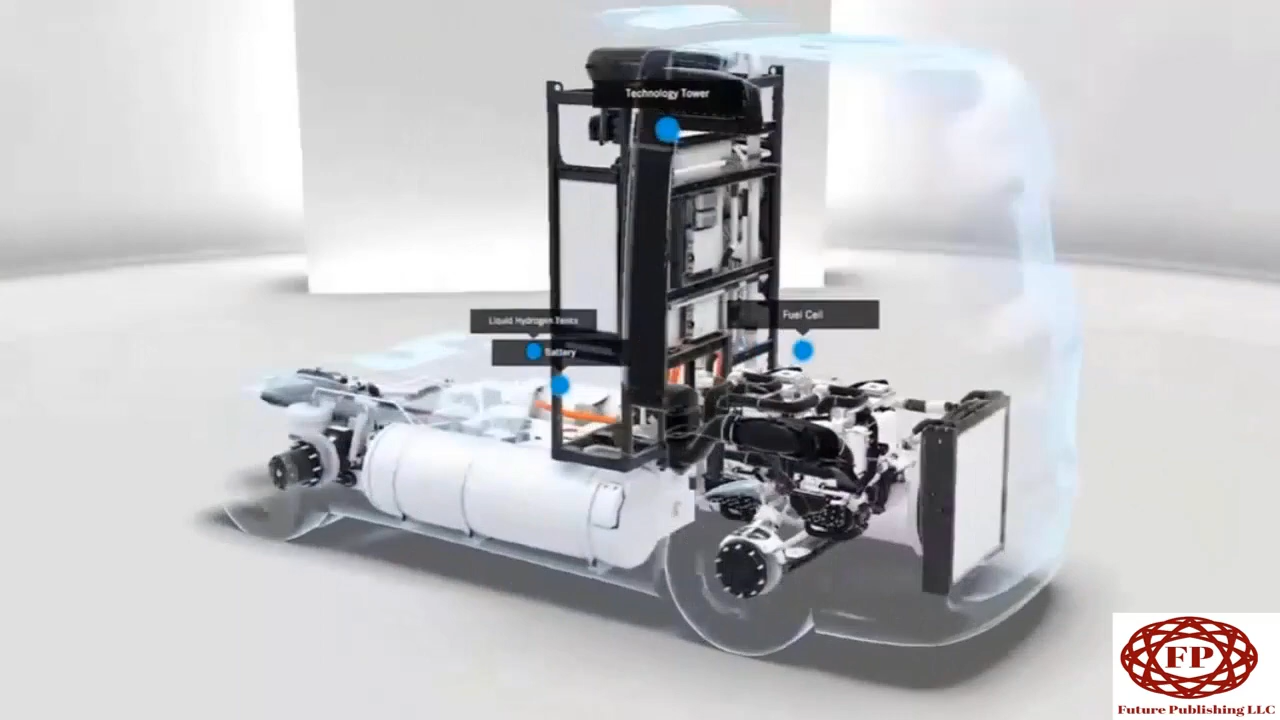 Technology Tower
Liquid Hydrogen Tanks
Fuel Cell
Battery
FP
Future Publishing LLC